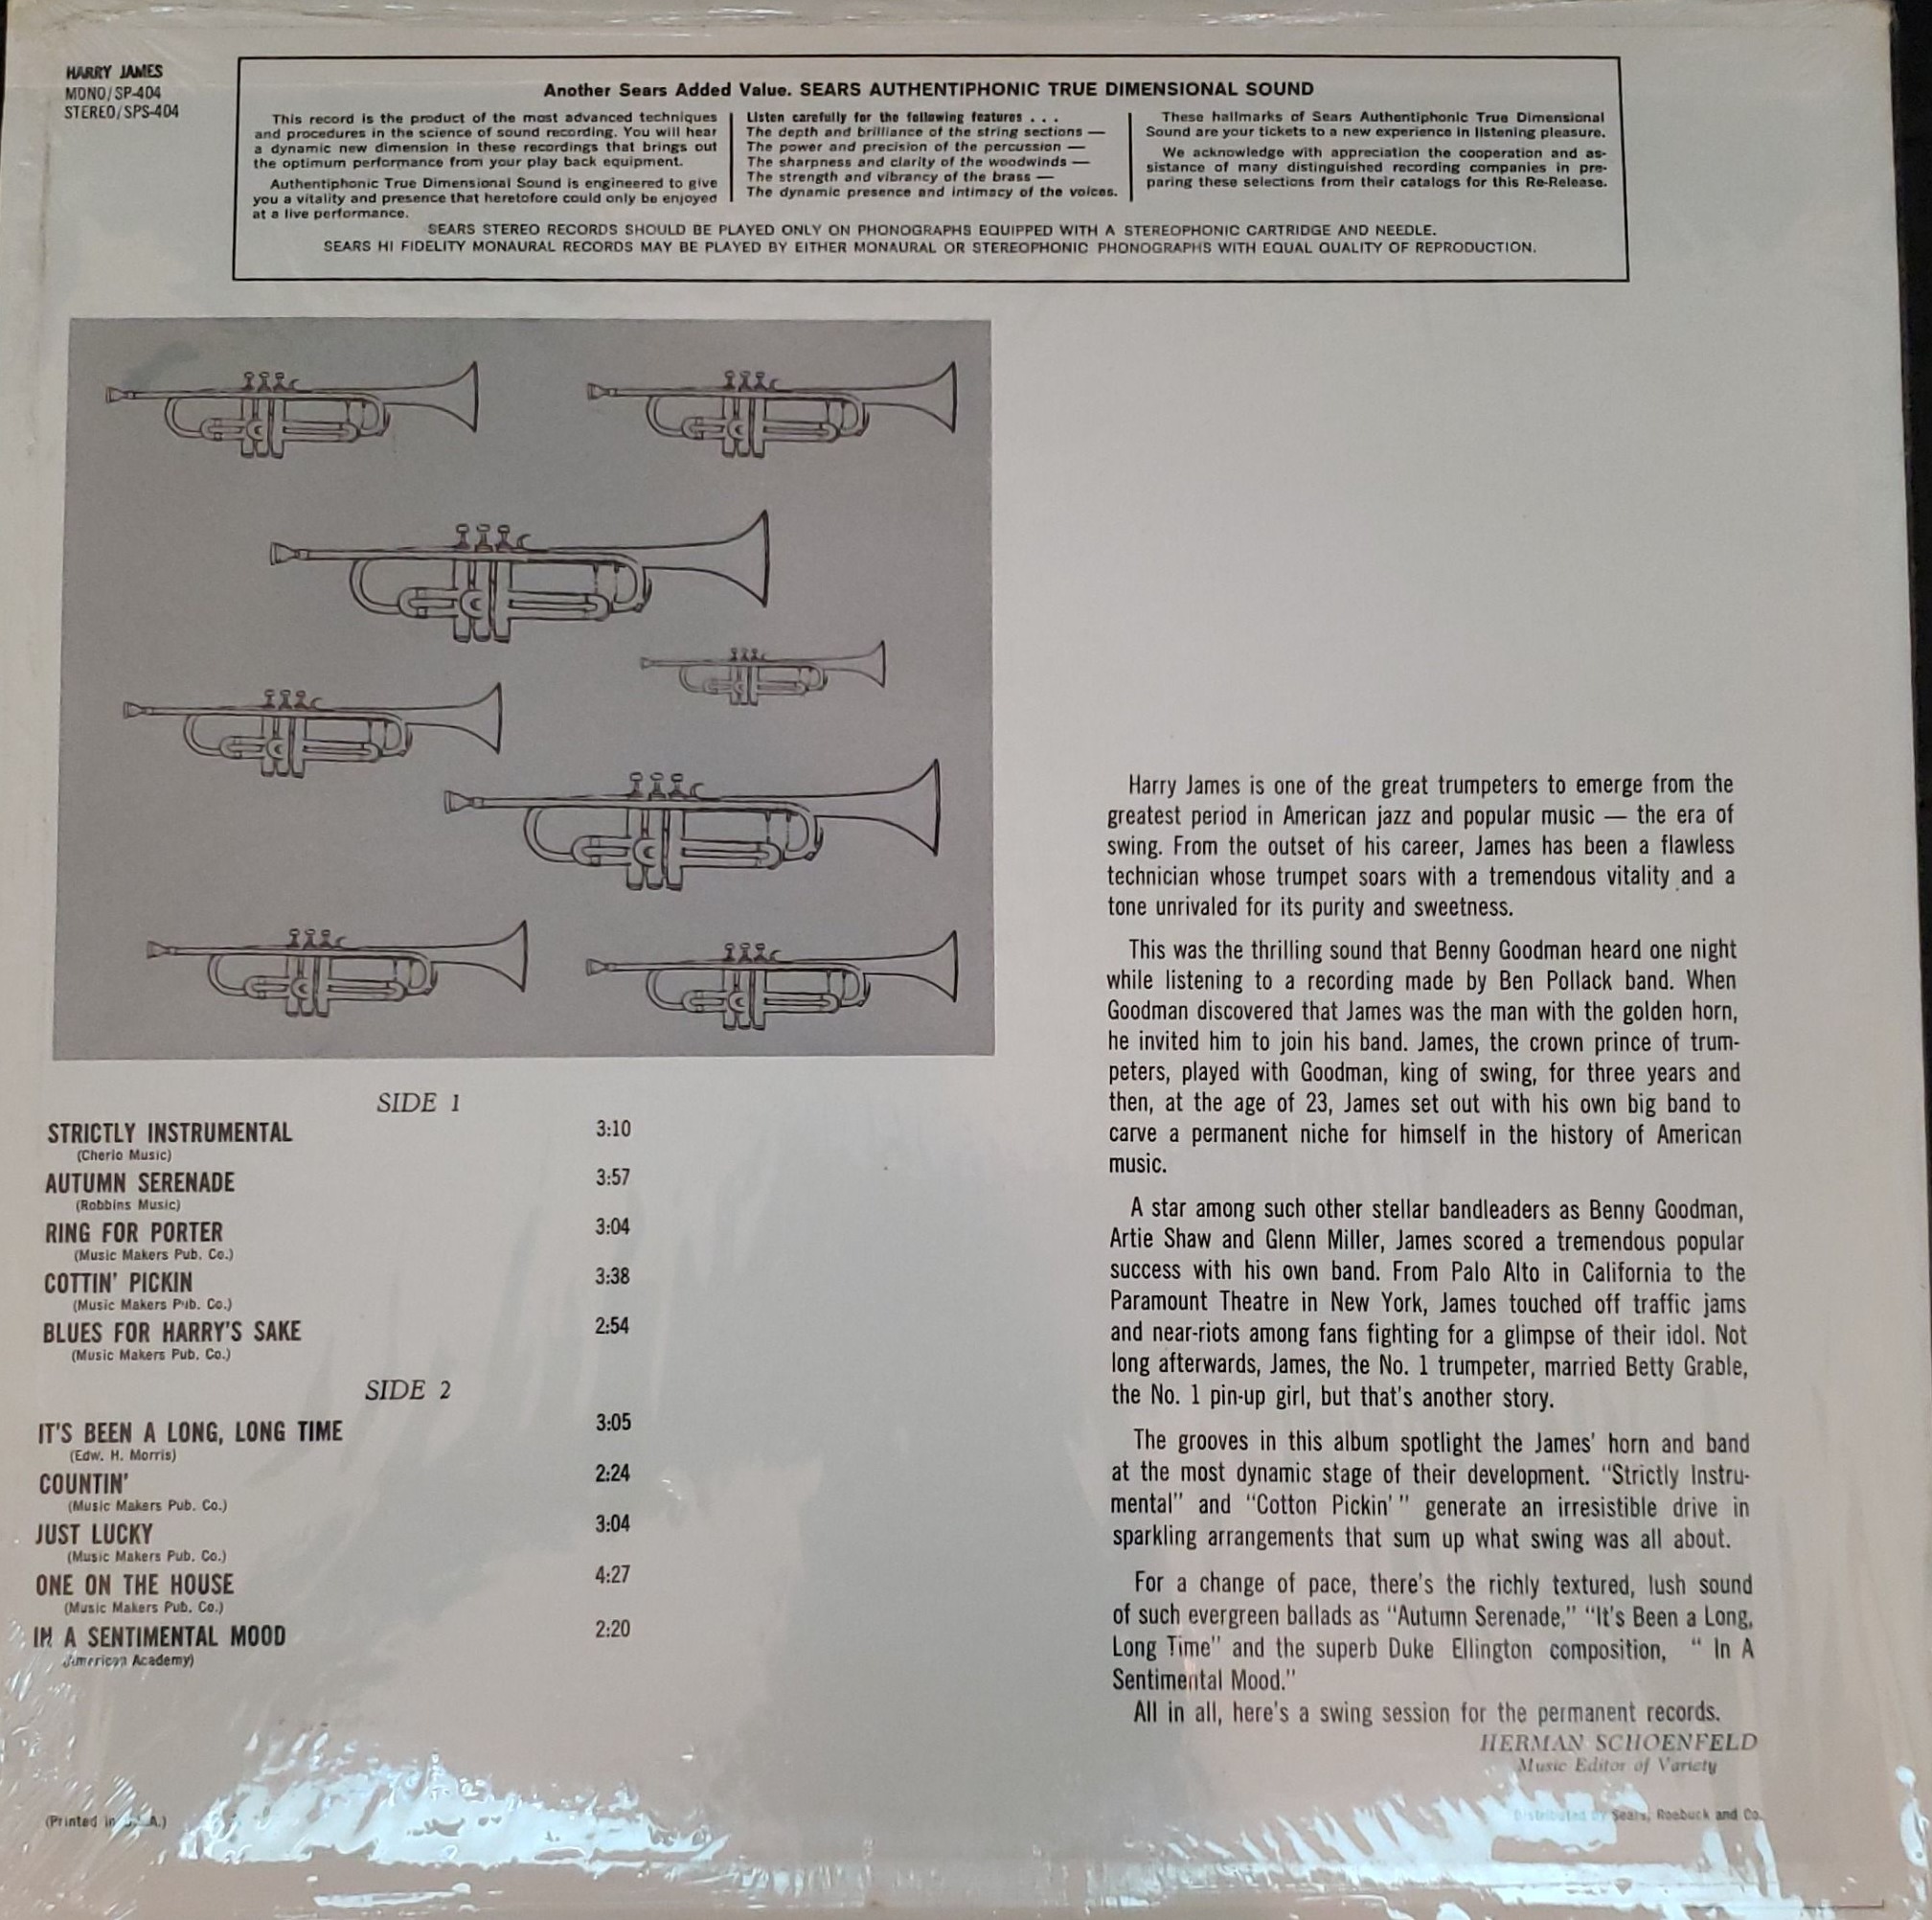 HARRY JAMES
MONO/SP-404
STEREO/SPS-404
Another Sears Added Value. SEARS AUTHENTIPHONIC TRUE DIMENSIONAL SOUND
This record is the product of the most advanced techniques
and procedures in the science of sound recording. You will hear
a dynamic new dimension in these recordings that brings out
the optimum performance from your play back equipment.
Authentiphonic True Dimensional Sound is engineered to give
you a vitality and presence that heretofore could only be enjoyed
at a live performance.
Listen carefully for the following features . . .
The depth and brilliance of the string sections —
The power and precision of the percussion —
The sharpness and clarity of the woodwinds —
The strength and vibrancy of the brass —
The dynamic presence and intimacy of the voices.
These hallmarks of Sears Authentiphonic True Dimensional
Sound are your tickets to a new experience in listening pleasure.
We acknowledge with appreciation the cooperation and as-
sistance of many distinguished recording companies in pre-
paring these selections from their catalogs for this Re-Release.
SEARS STEREO RECORDS SHOULD BE PLAYED ONLY ON PHONOGRAPHS EQUIPPED WITH A STEREOPHONIC CARTRIDGE AND NEEDLE.
SEARS HI FIDELITY MONAURAL RECORDS MAY BE PLAYED BY EITHER MONAURAL OR STEREOPHONIC PHONOGRAPHS WITH EQUAL QUALITY OF REPRODUCTION.
SIDE 1
STRICTLY INSTRUMENTAL 3:10
(Cherio Music)
AUTUMN SERENADE 3:57
(Robbins Music)
RING FOR PORTER 3:04
(Music Makers Pub. Co.)
COTTIN' PICKIN 3:38
(Music Makers Pub. Co.)
BLUES FOR HARRY'S SAKE 2:54
(Music Makers Pub. Co.)
SIDE 2
IT'S BEEN A LONG, LONG TIME 3:05
(Edw. H. Morris)
COUNTIN' 2:24
(Music Makers Pub. Co.)
JUST LUCKY 3:04
(Music Makers Pub. Co.)
ONE ON THE HOUSE 4:27
(Music Makers Pub. Co.)
IN A SENTIMENTAL MOOD 2:20
(American Academy)
Harry James is one of the great trumpeters to emerge from the
greatest period in American jazz and popular music — the era of
swing. From the outset of his career, James has been a flawless
technician whose trumpet soars with a tremendous vitality and a
tone unrivaled for its purity and sweetness.
This was the thrilling sound that Benny Goodman heard one night
while listening to a recording made by Ben Pollack band. When
Goodman discovered that James was the man with the golden horn,
he invited him to join his band. James, the crown prince of trum-
peters, played with Goodman, king of swing, for three years and
then, at the age of 23, James set out with his own big band to
carve a permanent niche for himself in the history of American
music.
A star among such other stellar bandleaders as Benny Goodman,
Artie Shaw and Glenn Miller, James scored a tremendous popular
success with his own band. From Palo Alto in California to the
Paramount Theatre in New York, James touched off traffic jams
and near-riots among fans fighting for a glimpse of their idol. Not
long afterwards, James, the No. 1 trumpeter, married Betty Grable,
the No. 1 pin-up girl, but that's another story.
The grooves in this album spotlight the James' horn and band
at the most dynamic stage of their development. "Strictly Instru-
mental" and "Cotton Pickin'" generate an irresistible drive in
sparkling arrangements that sum up what swing was all about.
For a change of pace, there's the richly textured, lush sound
of such evergreen ballads as "Autumn Serenade," "It's Been a Long,
Long Time" and the superb Duke Ellington composition, " In A
Sentimental Mood."
All in all, here's a swing session for the permanent records.
HERMAN SCHOENFELD
Music Editor of Variety
(Printed in U.S.A.)
Distributed by Sears, Roebuck and Co.